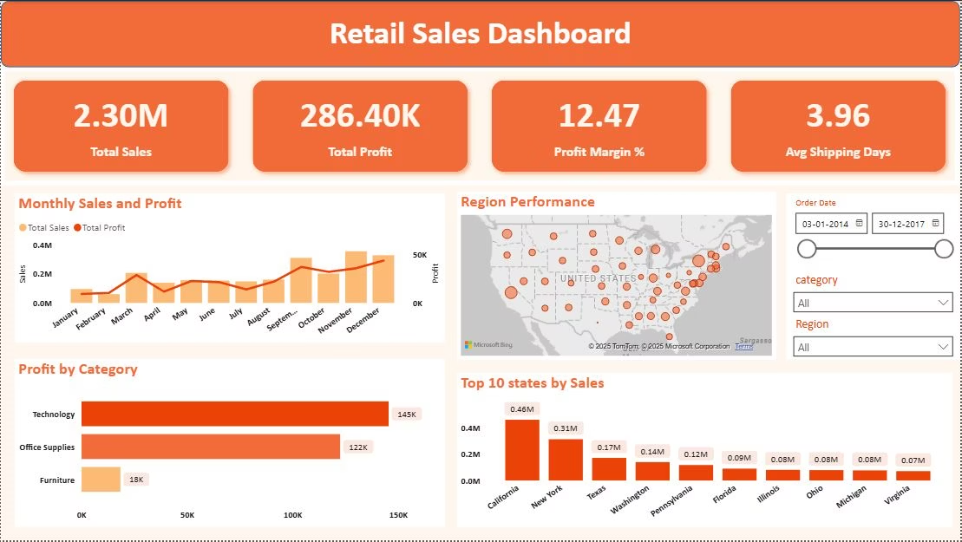 Retail Sales Dashboard
2.30M
Total Sales
286.40K
Total Profit
12.47
Profit Margin %
3.96
Avg Shipping Days
Monthly Sales and Profit
Total Sales Total Profit
0.4M
0.2M
0.0M
Sales
50K
0K
Profit
January
February
March
April
May
June
July
August
Septem...
October
November
December
Region Performance
UNITED STATES
Microsoft Bing
© 2025 TomTom, © 2025 Microsoft Corporation Terms
Sargasso
Order Date
03-01-2014
30-12-2017
category
All
Region
All
Profit by Category
Technology
145K
Office Supplies
122K
Furniture
18K
0K
50K
100K
150K
Top 10 states by Sales
0.4M
0.2M
0.0M
0.46M
0.31M
0.17M
0.14M
0.12M
0.09M
0.08M
0.08M
0.08M
0.07M
California
New York
Texas
Washington
Pennsylvania
Florida
Illinois
Ohio
Michigan
Virginia